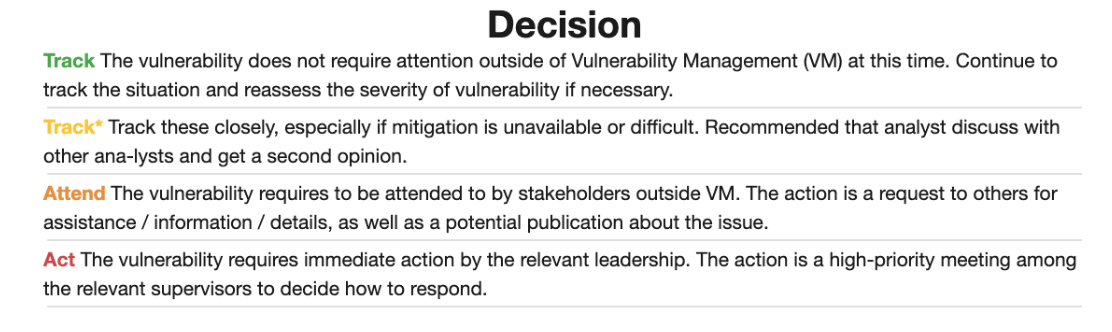 Decision
Track The vulnerability does not require attention outside of Vulnerability Management (VM) at this time. Continue to
track the situation and reassess the severity of vulnerability if necessary.
Track* Track these closely, especially if mitigation is unavailable or difficult. Recommended that analyst discuss with
other ana-lysts and get a second opinion.
Attend The vulnerability requires to be attended to by stakeholders outside VM. The action is a request to others for
assistance / information / details, as well as a potential publication about the issue.
Act The vulnerability requires immediate action by the relevant leadership. The action is a high-priority meeting among
the relevant supervisors to decide how to respond.